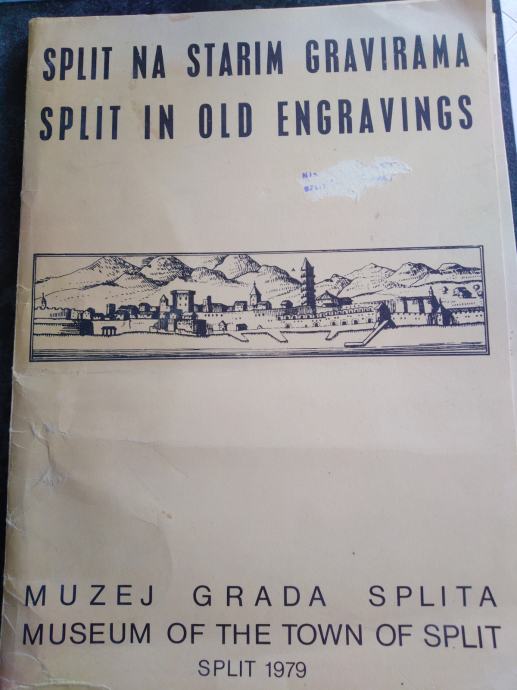 SPLIT NA STARIM GRAVIRAMA
SPLIT IN OLD ENGRAVINGS
MUZEJ GRADA SPLITA
MUSEUM OF THE TOWN OF SPLIT
SPLIT 1979